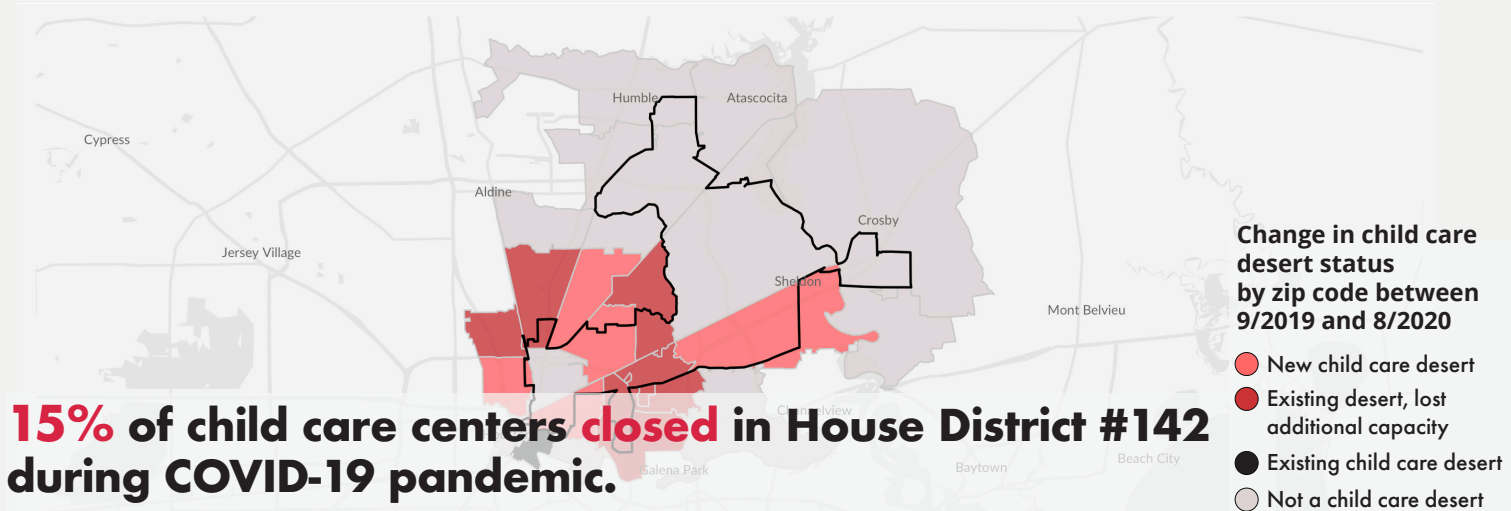 Humble
Atascocita
Cypress
Aldine
Crosby
Jersey Village
Sheldon
Mont Belvieu
Channelview
Galena Park
Baytown
Beach City
Change in child care
desert status
by zip code between
9/2019 and 8/2020
New child care desert
Existing desert, lost
additional capacity
Existing child care desert
Not a child care desert
15% of child care centers closed in House District #142
during COVID-19 pandemic.